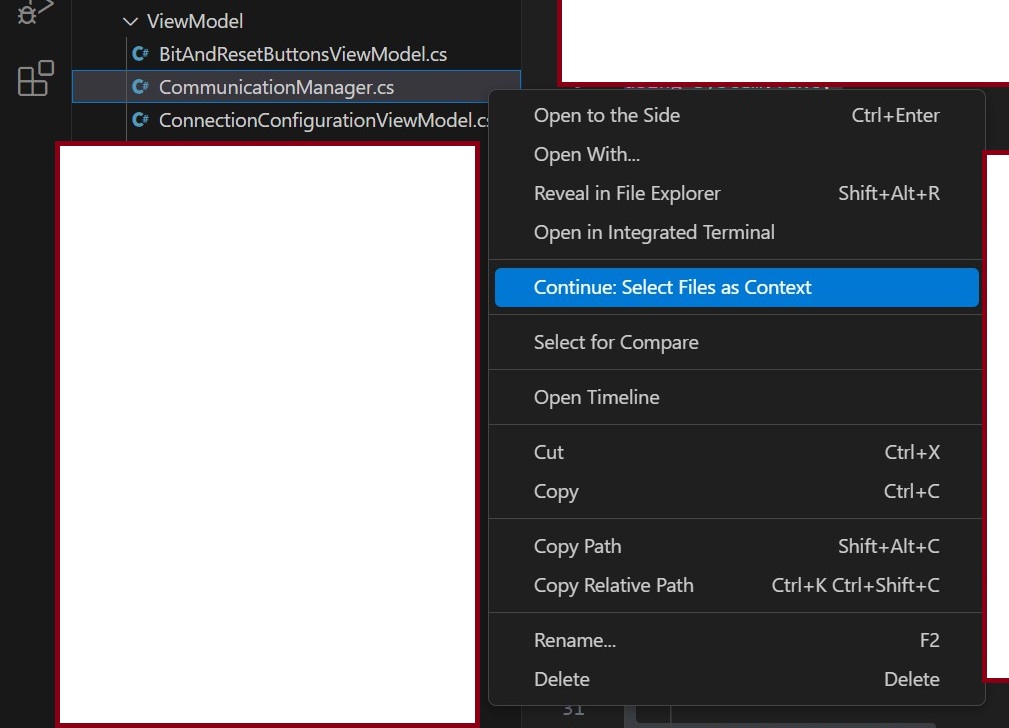 ViewModel
C# BitAndResetButtonsViewModel.cs
C# CommunicationManager.cs
C# ConnectionConfigurationViewModel.cs
Open to the Side Ctrl+Enter
Open With...
Reveal in File Explorer Shift+Alt+R
Open in Integrated Terminal
Continue: Select Files as Context
Select for Compare
Open Timeline
Cut Ctrl+X
Copy Ctrl+C
Copy Path Shift+Alt+C
Copy Relative Path Ctrl+K Ctrl+Shift+C
Rename... F2
Delete Delete
31